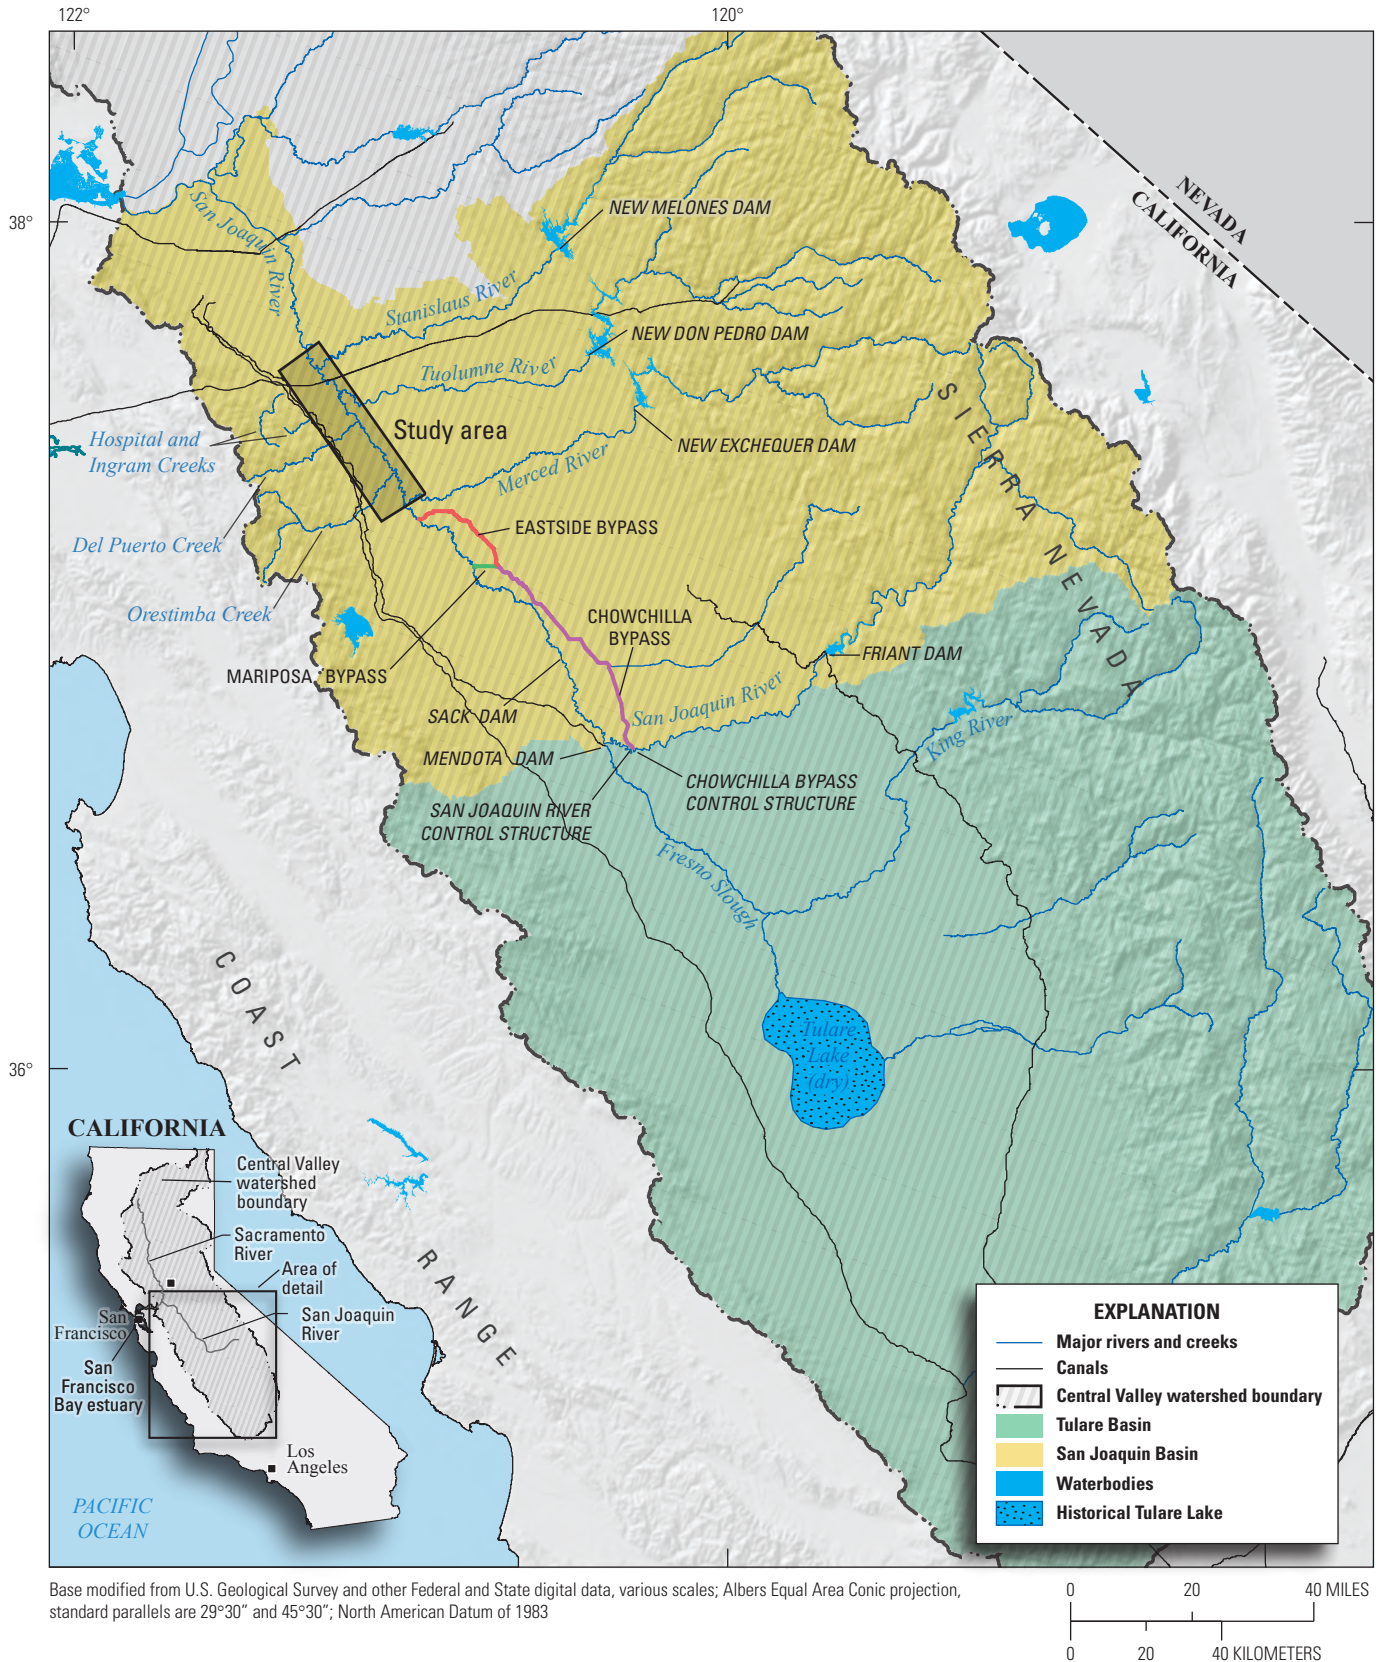 122°
120°
38°
36°
NEVADA
CALIFORNIA
San Joaquin River
NEW MELONES DAM
Stanislaus River
NEW DON PEDRO DAM
Tuolumne River
Study area
Hospital and
Ingram Creeks
NEW EXCHEQUER DAM
Merced River
SIERRA NEVADA
EASTSIDE BYPASS
Del Puerto Creek
Orestimba Creek
CHOWCHILLA
BYPASS
FRIANT DAM
MARIPOSA BYPASS
San Joaquin River
SACK DAM
King River
MENDOTA DAM
CHOWCHILLA BYPASS
CONTROL STRUCTURE
SAN JOAQUIN RIVER
CONTROL STRUCTURE
Fresno Slough
COAST RANGE
Tulare
Lake
(dry)
CALIFORNIA
Central Valley
watershed
boundary
Sacramento
River
Area of
detail
San Joaquin
River
San
Francisco
San
Francisco
Bay estuary
Los
Angeles
PACIFIC
OCEAN
EXPLANATION
Major rivers and creeks
Canals
Central Valley watershed boundary
Tulare Basin
San Joaquin Basin
Waterbodies
Historical Tulare Lake
Base modified from U.S. Geological Survey and other Federal and State digital data, various scales; Albers Equal Area Conic projection,
standard parallels are 29°30” and 45°30”; North American Datum of 1983
0 20 40 MILES
0 20 40 KILOMETERS